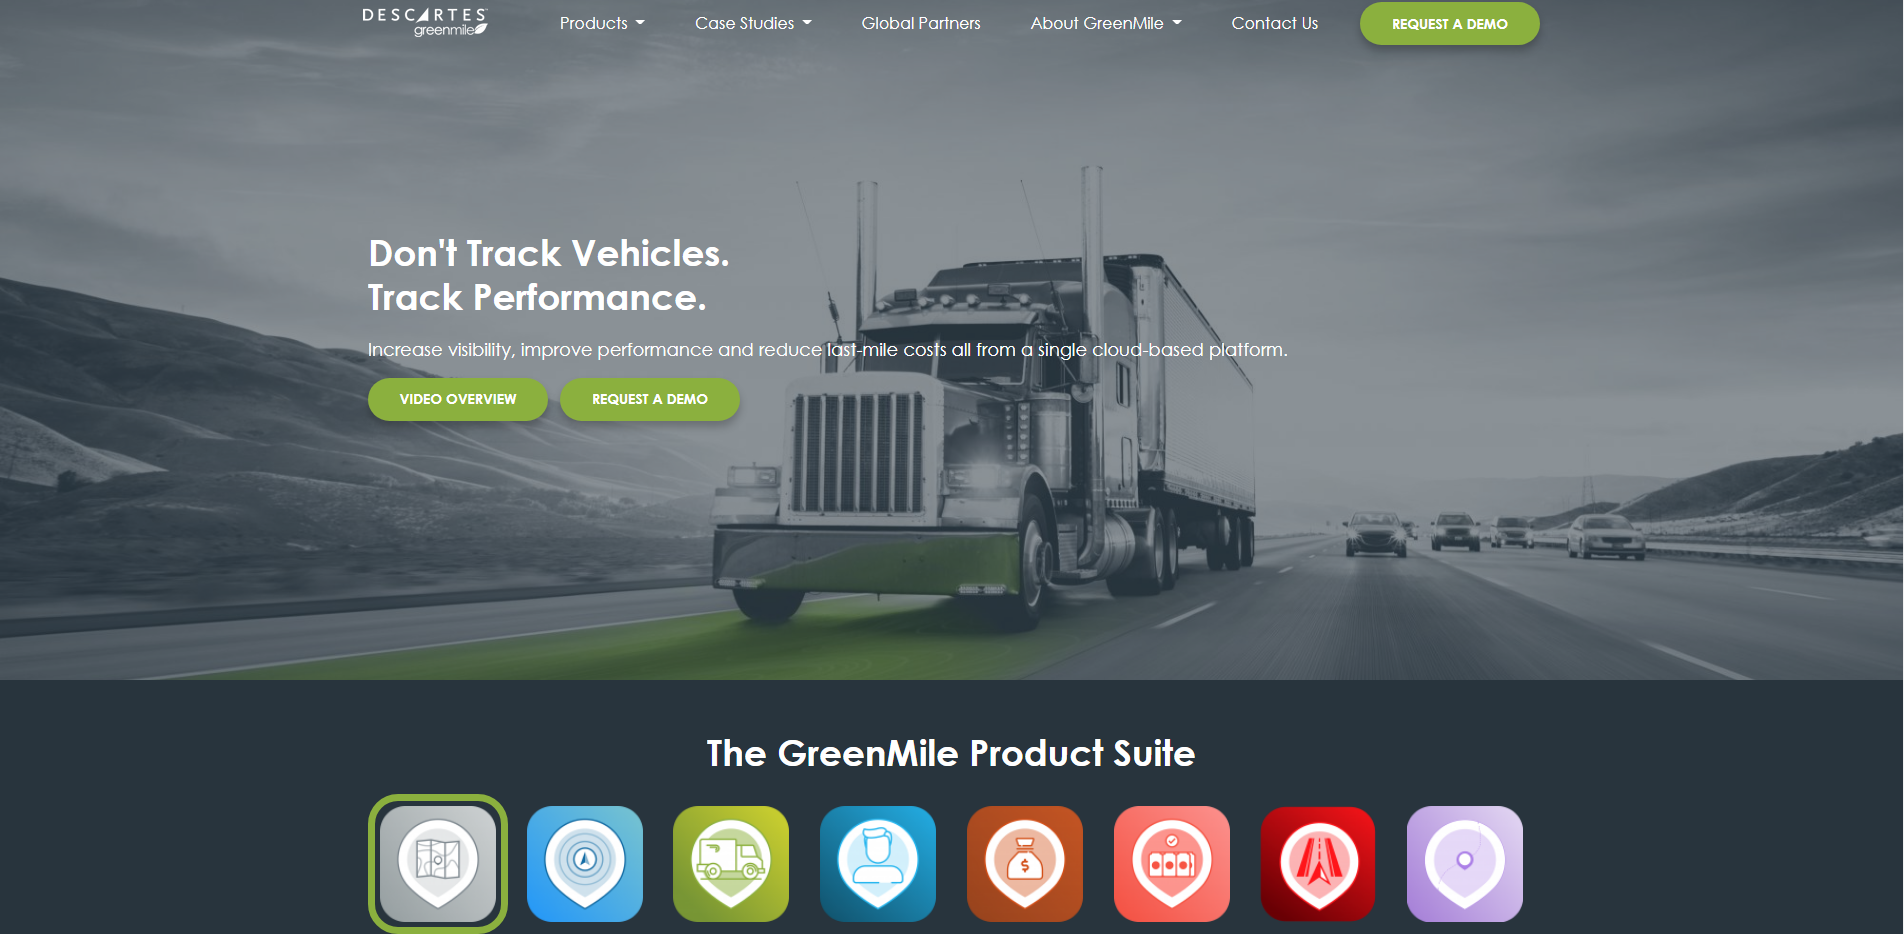 DESCARTES
greenmile
Products
Case Studies
Global Partners
About GreenMile
Contact Us
REQUEST A DEMO
Don't Track Vehicles.
Track Performance.
Increase visibility, improve performance and reduce last-mile costs all from a single cloud-based platform.
VIDEO OVERVIEW
REQUEST A DEMO
The GreenMile Product Suite
$